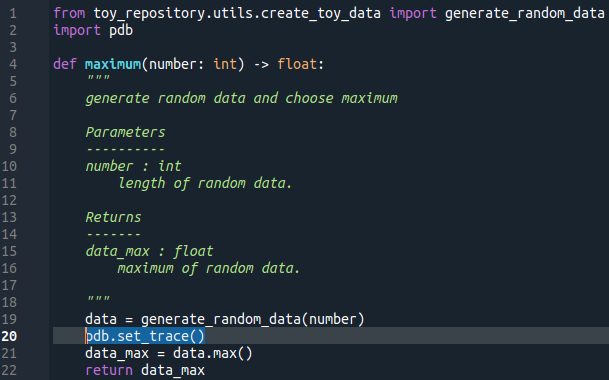 1 from toy_repository.utils.create_toy_data import generate_random_data
2 import pdb
3
4 def maximum(number: int) -> float:
5     """
6     generate random data and choose maximum
7
8     Parameters
9     ----------
10     number : int
11         length of random data.
12
13     Returns
14     -------
15     data_max : float
16         maximum of random data.
17
18     """
19     data = generate_random_data(number)
20     pdb.set_trace()
21     data_max = data.max()
22     return data_max